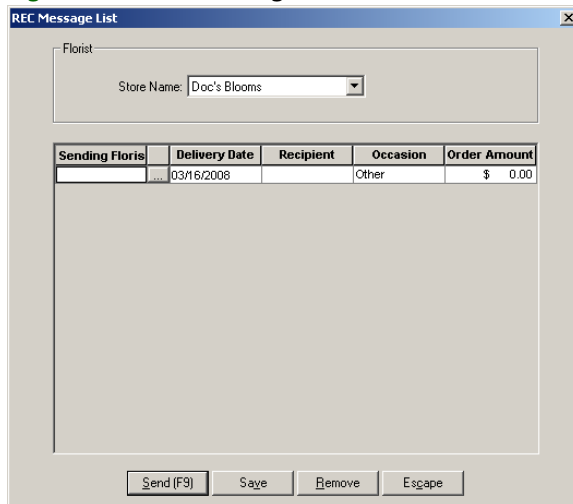 REC Message List
Florist
Store Name: Doc's Blooms
Sending Floris Delivery Date Recipient Occasion Order Amount
... 03/16/2008 Other $ 0.00
Send (F9) Save Remove Escape